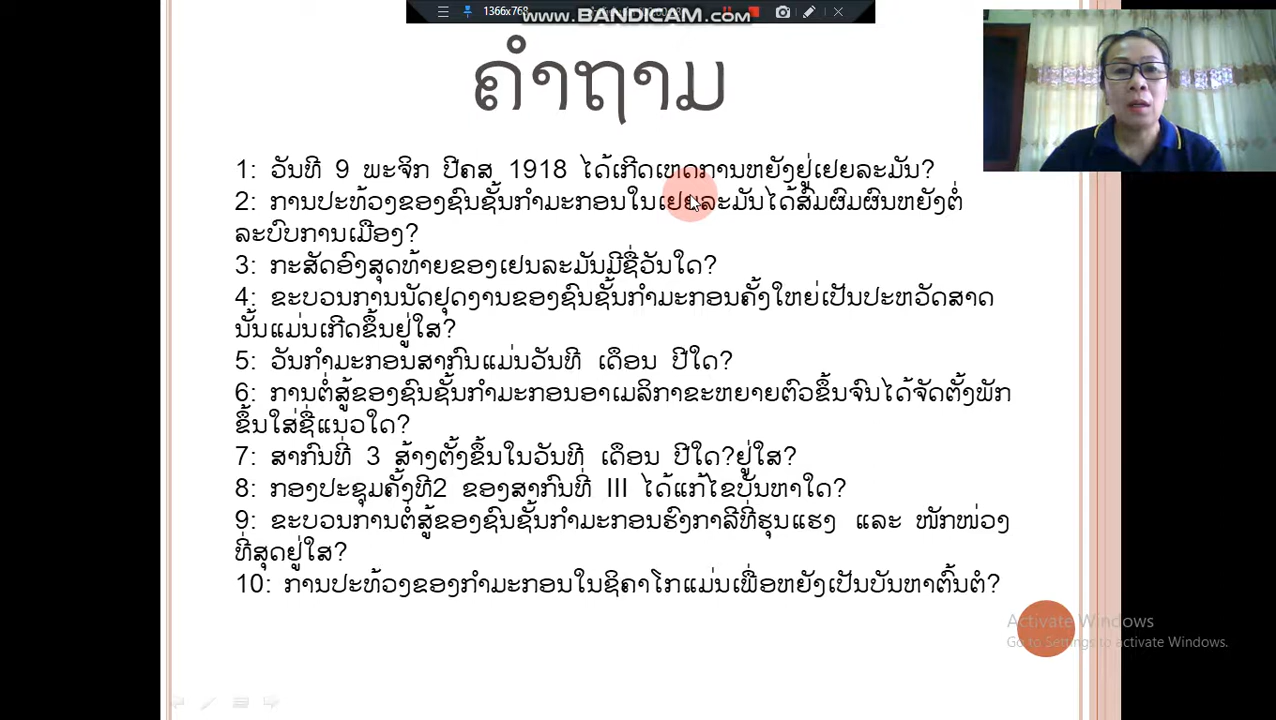 1366x768
www.BANDICAM.com
ຄຳຖາມ
1: ວັນທີ 9 ພະຈິກ ປີຄສ 1918 ໄດ້ເກີດເຫດການຫຍັງຢູ່ເຢຍລະມັນ?
2: ການປະທ້ວງຂອງຊົນຊັ້ນກຳມະກອນໃນເຢຍລະມັນໄດ້ສົມຜົມຜົນຫຍັງຕໍ່
ລະບົບການເມືອງ?
3: ກະສັດອົງສຸດທ້າຍຂອງເຢນລະມັນມີຊື່ວັນໃດ?
4: ຂະບວນການນັດຢຸດງານຂອງຊົນຊັ້ນກຳມະກອນຄັ້ງໃຫຍ່ເປັນປະຫວັດສາດ
ນັ້ນແມ່ນເກີດຂຶ້ນຢູ່ໃສ?
5: ວັນກຳມະກອນສາກົນແມ່ນວັນທີ ເດຶອນ ປີໃດ?
6: ການຕໍ່ສູ້ຂອງຊົນຊັ້ນກຳມະກອນອາເມລິກາຂະຫຍາຍຕົວຂຶ້ນຈົນໄດ້ຈັດຕັ້ງພັກ
ຂຶ້ນໃສ່ຊື່ແນວໃດ?
7: ສາກົນທີ່ 3 ສ້າງຕັ້ງຂຶ້ນໃນວັນທີ ເດຶອນ ປີໃດ?ຢູ່ໃສ?
8: ກອງປະຊຸມຄັ້ງທີ2 ຂອງສາກົນທີ່ III ໄດ້ແກ້ໄຂບັນຫາໃດ?
9: ຂະບວນການຕໍ່ສູ້ຂອງຊົນຊັ້ນກຳມະກອນຮົງກາລີທີ່ຮຸນແຮງ ແລະ ໜັກໜ່ວງ
ທີ່ສຸດຢູ່ໃສ?
10: ການປະທ້ວງຂອງກຳມະກອນໃນຊິຄາໂກແມ່ນເພື່ອຫຍັງເປັນບັນຫາຕົ້ນຕໍ?
Activate Windows
Go to Settings to activate Windows.